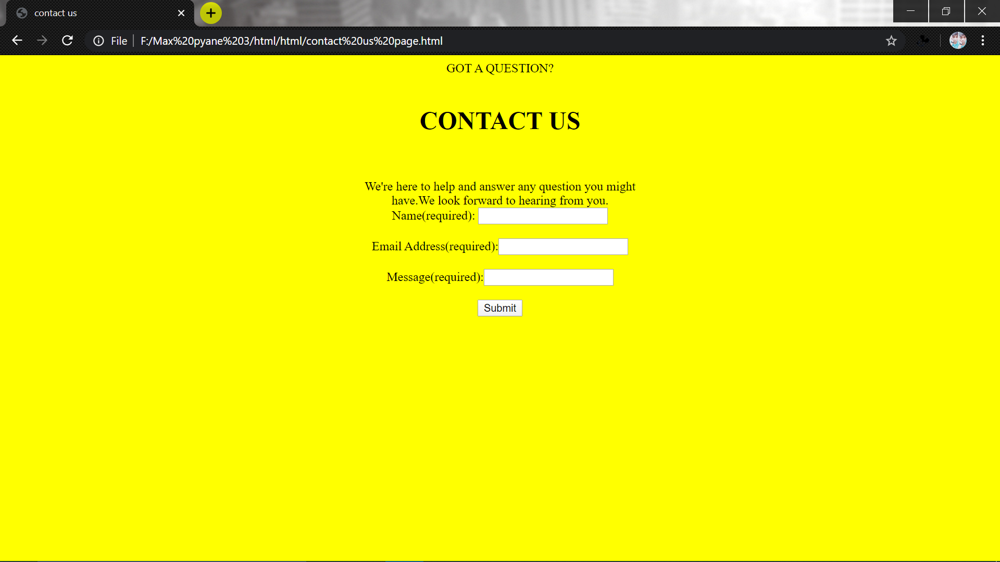 contact us
File
F:/Max%20pyane%203/html/html/contact%20us%20page.html
GOT A QUESTION?
CONTACT US
We're here to help and answer any question you might
have.We look forward to hearing from you.
Name(required):
Email Address(required):
Message(required):
Submit